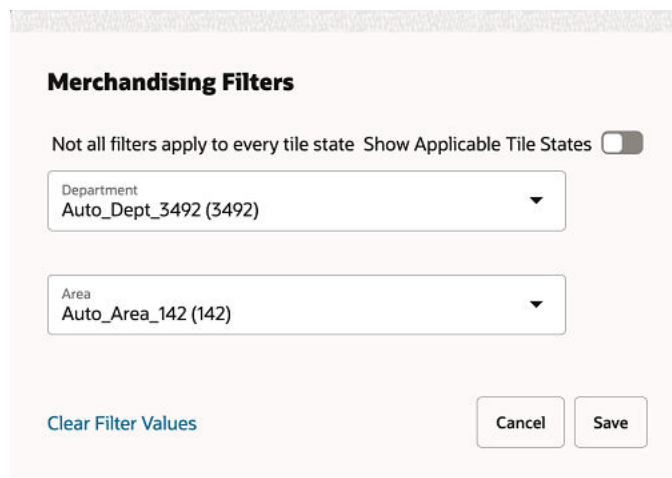 Merchandising Filters
Not all filters apply to every tile state Show Applicable Tile States
Department
Auto_Dept_3492 (3492)
Area
Auto_Area_142 (142)
Clear Filter Values Cancel Save